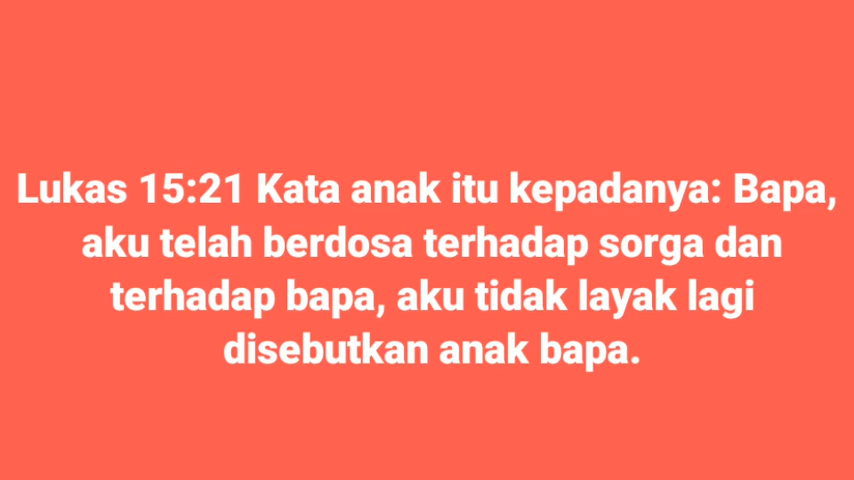 Lukas 15:21 Kata anak itu kepadanya: Bapa,
aku telah berdosa terhadap sorga dan
terhadap bapa, aku tidak layak lagi
disebutkan anak bapa.